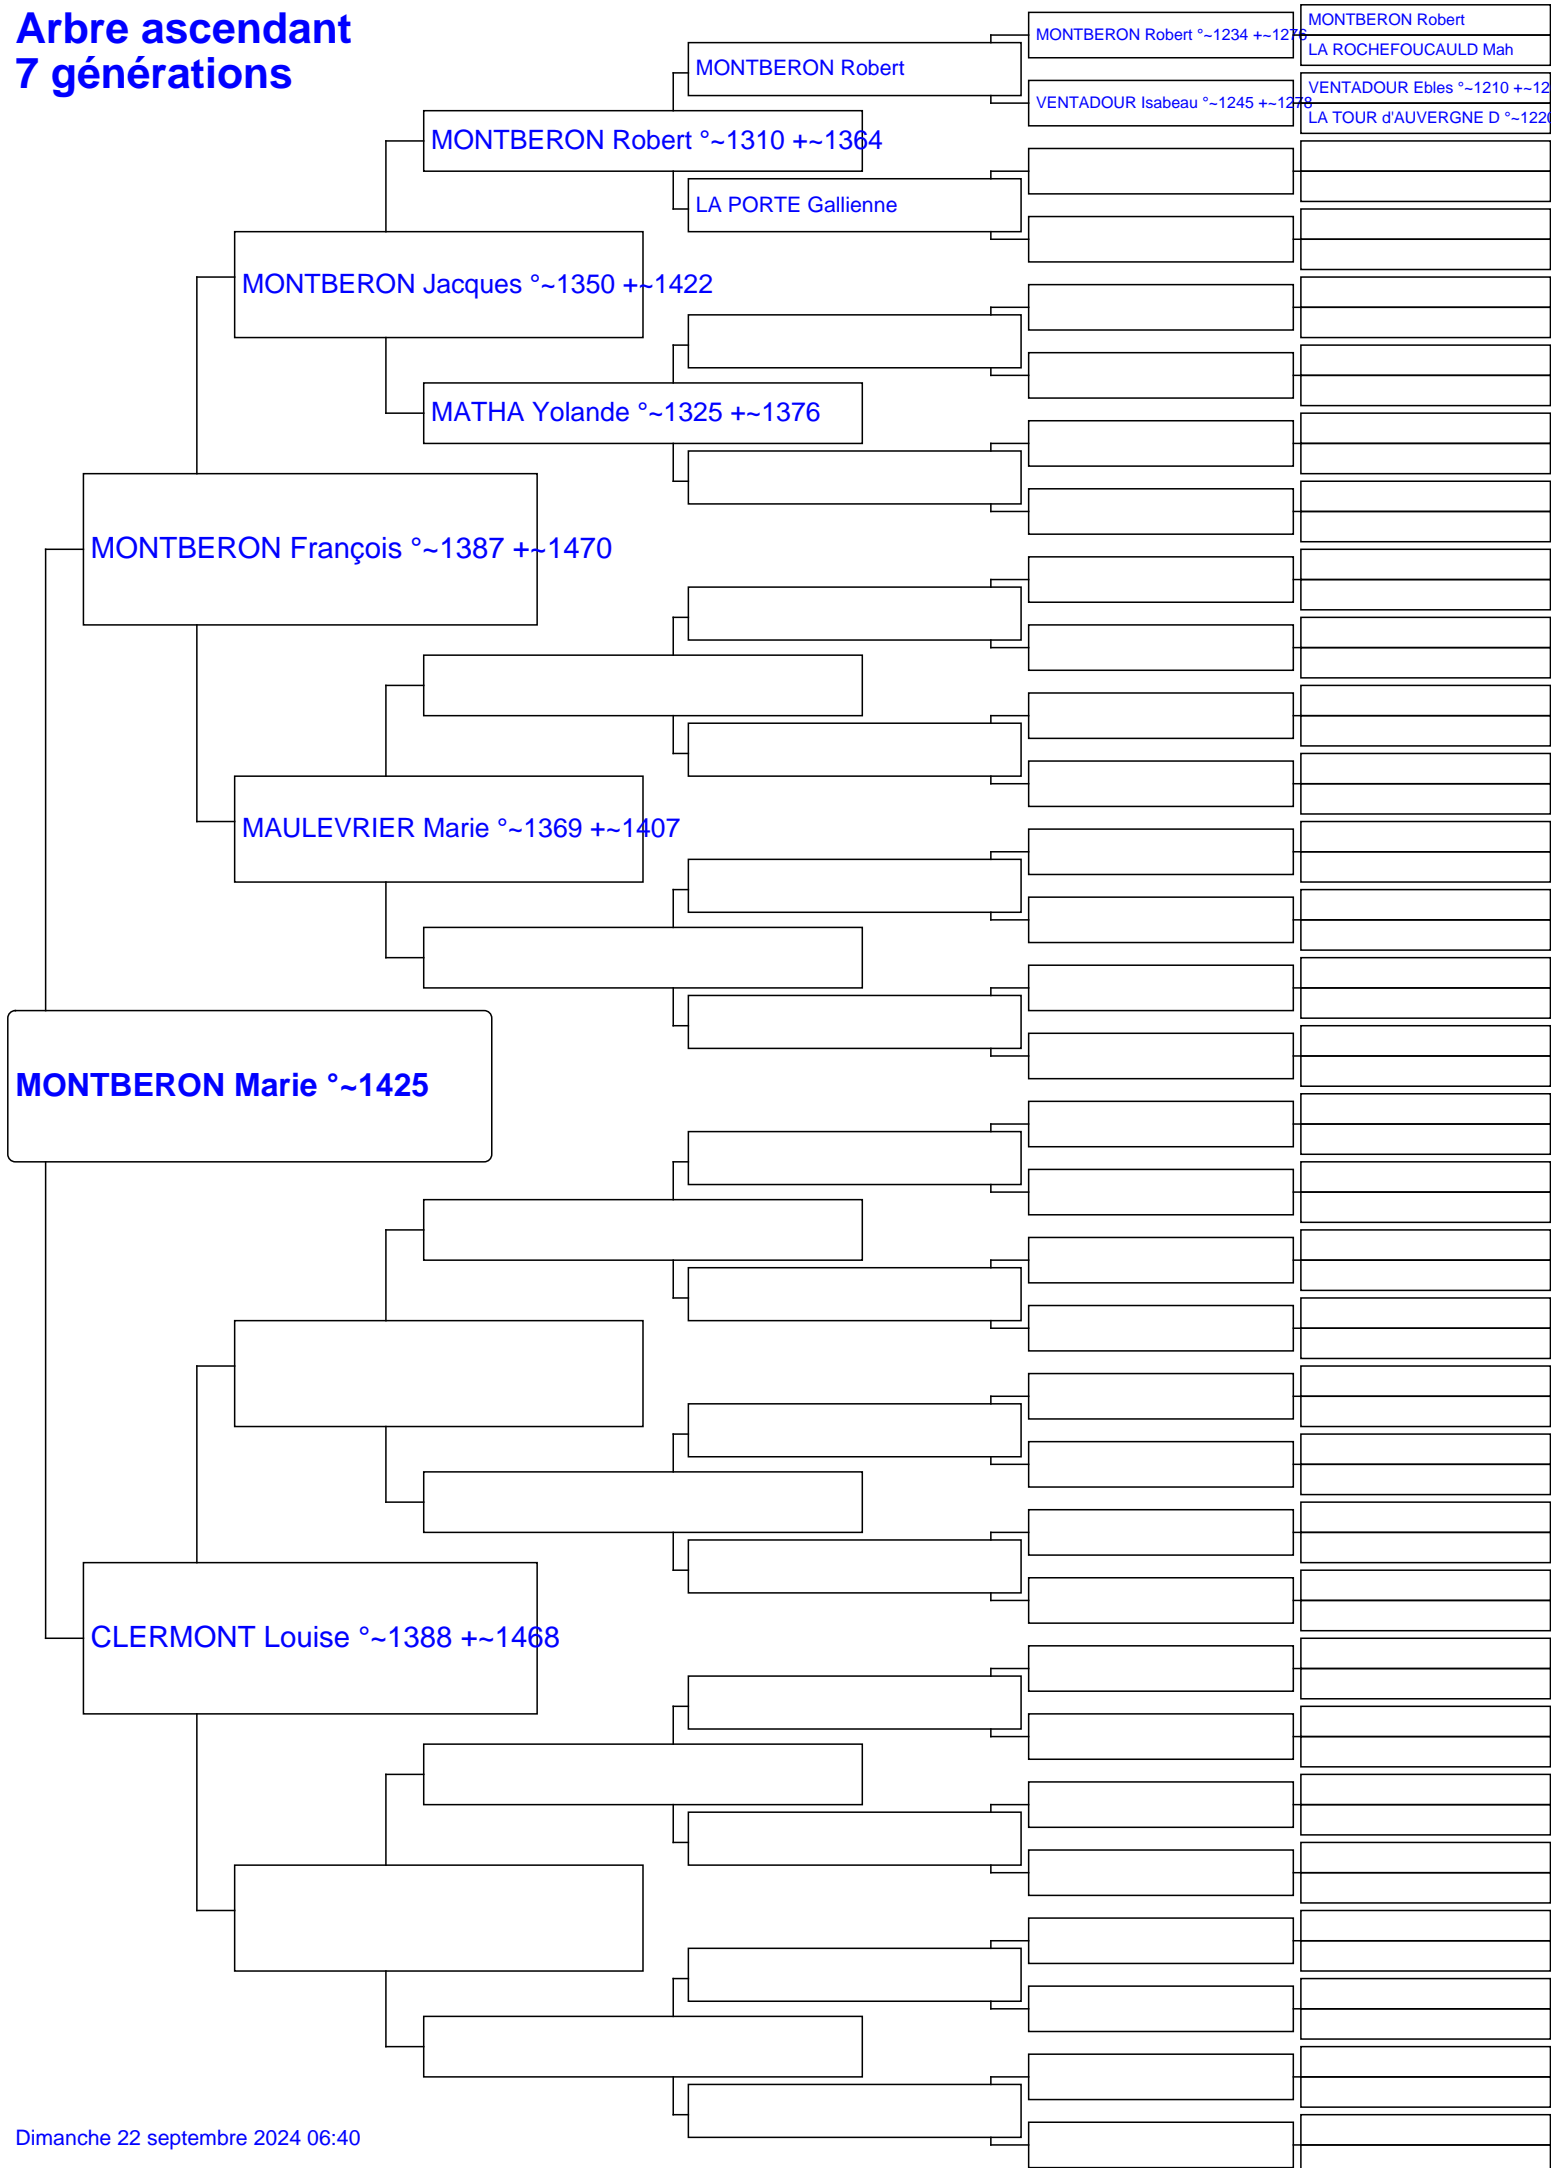 Arbre ascendant
7 générations
MONTBERON Robert
MONTBERON Robert °~1234 +~1276
LA ROCHEFOUCAULD Mah
MONTBERON Robert
VENTADOUR Ebles °~1210 +~12
VENTADOUR Isabeau °~1245 +~1278
LA TOUR d'AUVERGNE D °~1220
MONTBERON Robert °~1310 +~1364
LA PORTE Gallienne
MONTBERON Jacques °~1350 +~1422
MATHA Yolande °~1325 +~1376
MONTBERON François °~1387 +~1470
MAULEVRIER Marie °~1369 +~1407
MONTBERON Marie °~1425
CLERMONT Louise °~1388 +~1468
Dimanche 22 septembre 2024 06:40